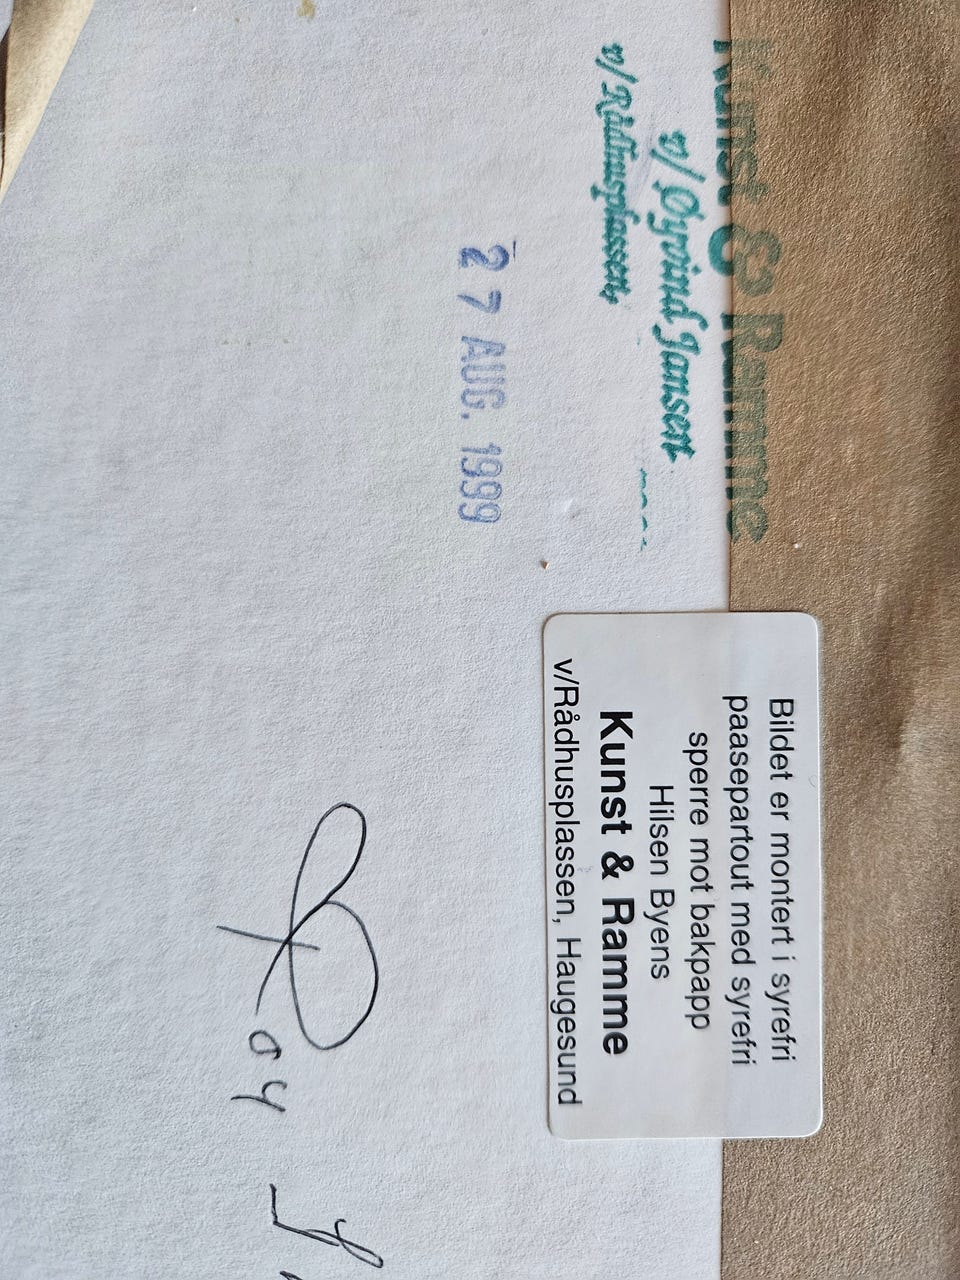 Kunst & Ramme
v/ Øyvind Jansen
v/ Rådhusplassen,
27 AUG. 1999
Bildet er montert i syrefri
paasepartout med syrefri
sperre mot bakpapp
Hilsen Byens
Kunst & Ramme
v/Rådhusplassen, Haugesund
Roy